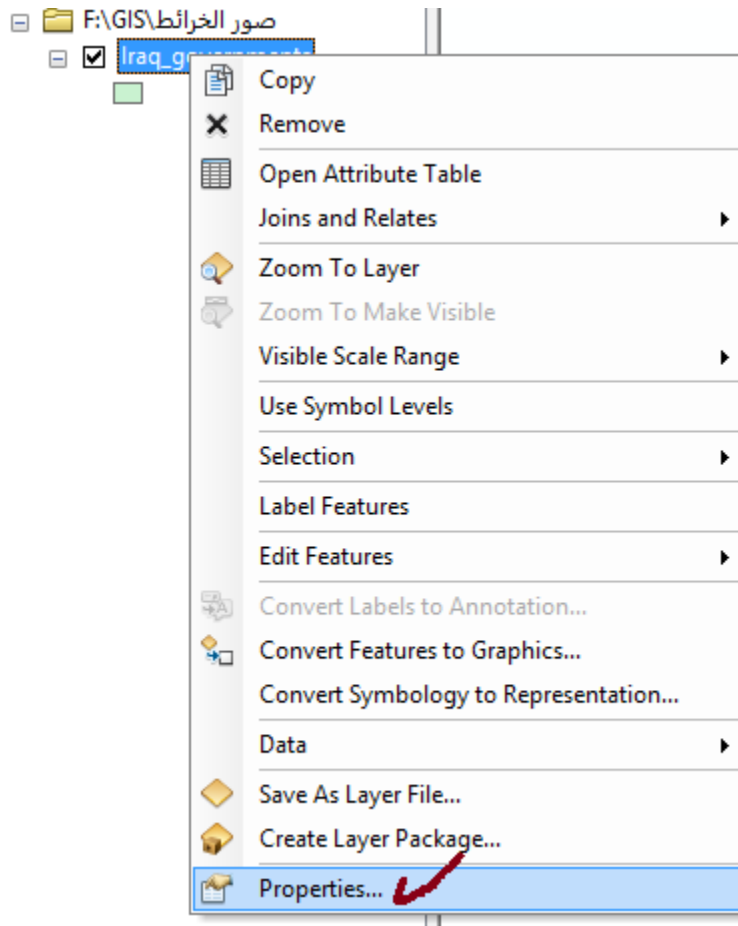 F:\GIS\صور الخرائط
Iraq_governments
Copy
Remove
Open Attribute Table
Joins and Relates
Zoom To Layer
Zoom To Make Visible
Visible Scale Range
Use Symbol Levels
Selection
Label Features
Edit Features
Convert Labels to Annotation...
Convert Features to Graphics...
Convert Symbology to Representation...
Data
Save As Layer File...
Create Layer Package...
Properties...